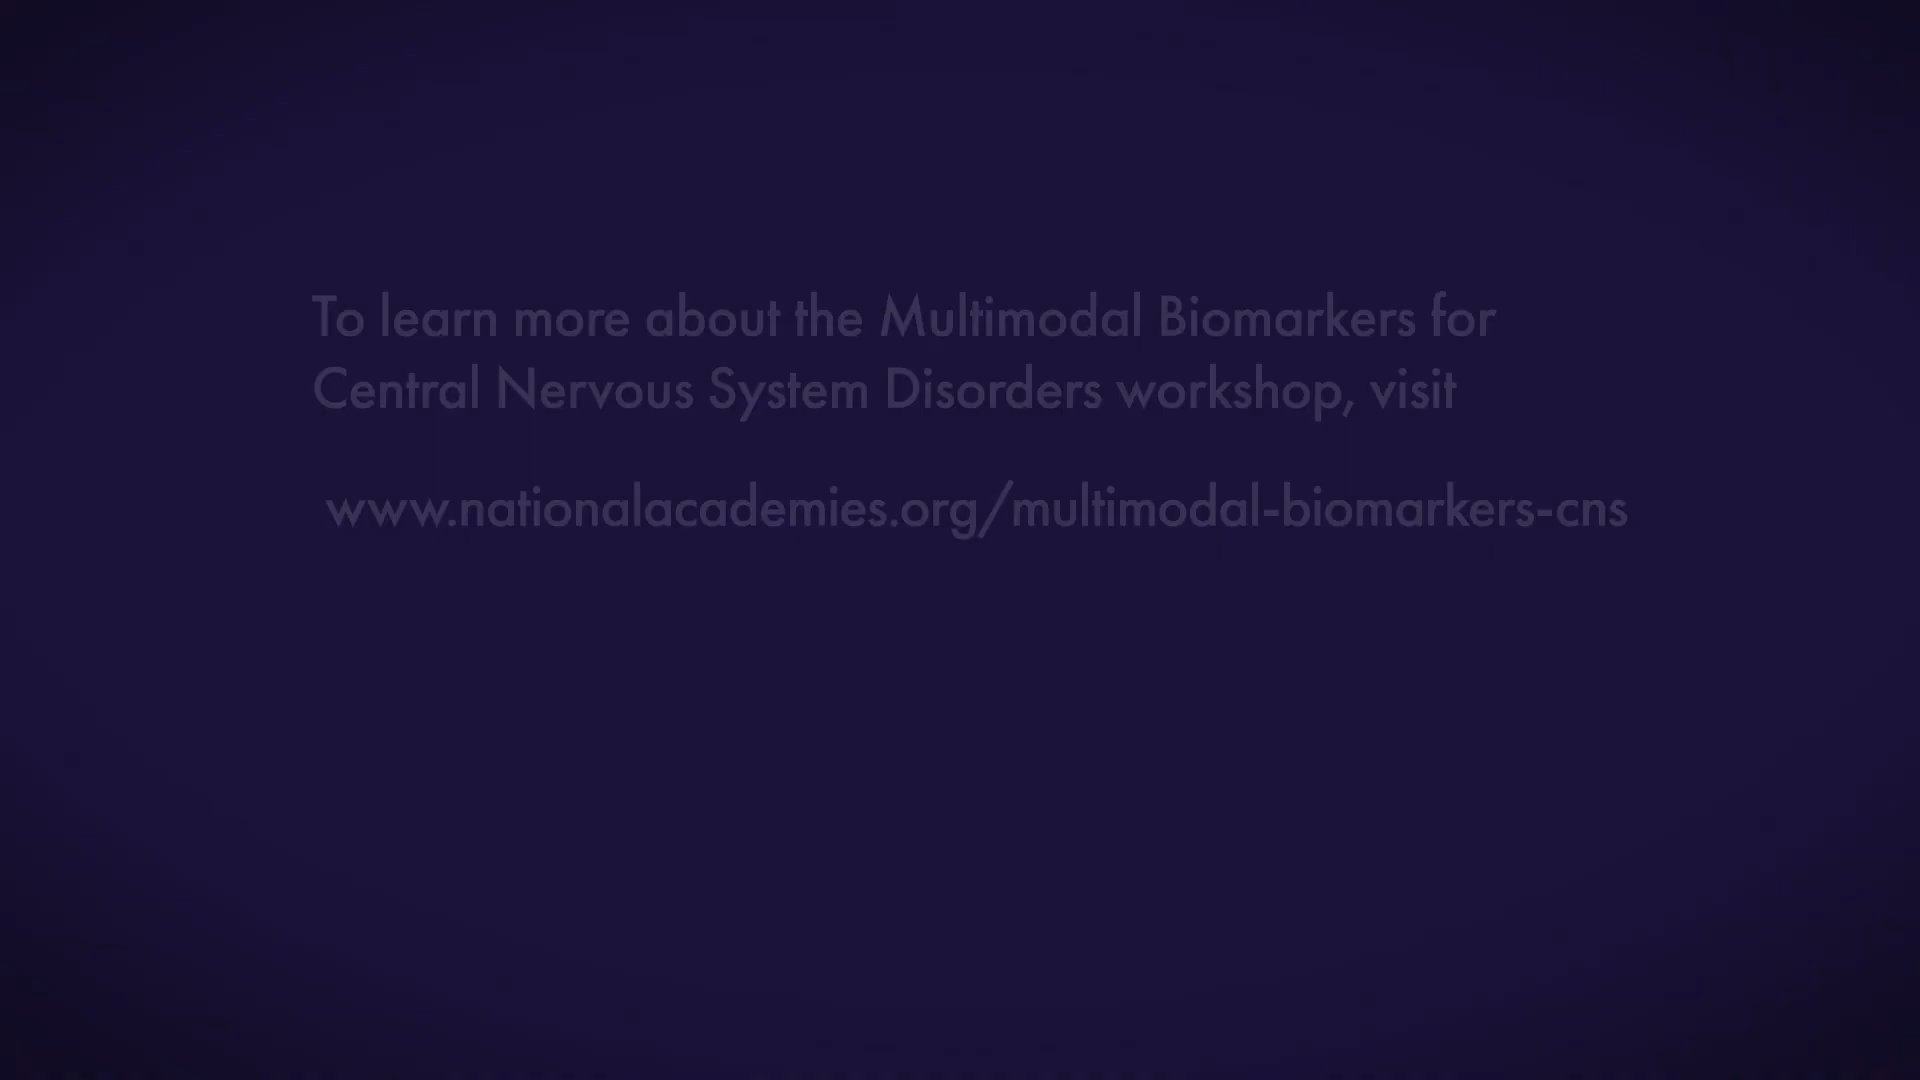 To learn more about the Multimodal Biomarkers for
Central Nervous System Disorders workshop, visit
www.nationalacademies.org/multimodal-biomarkers-cns